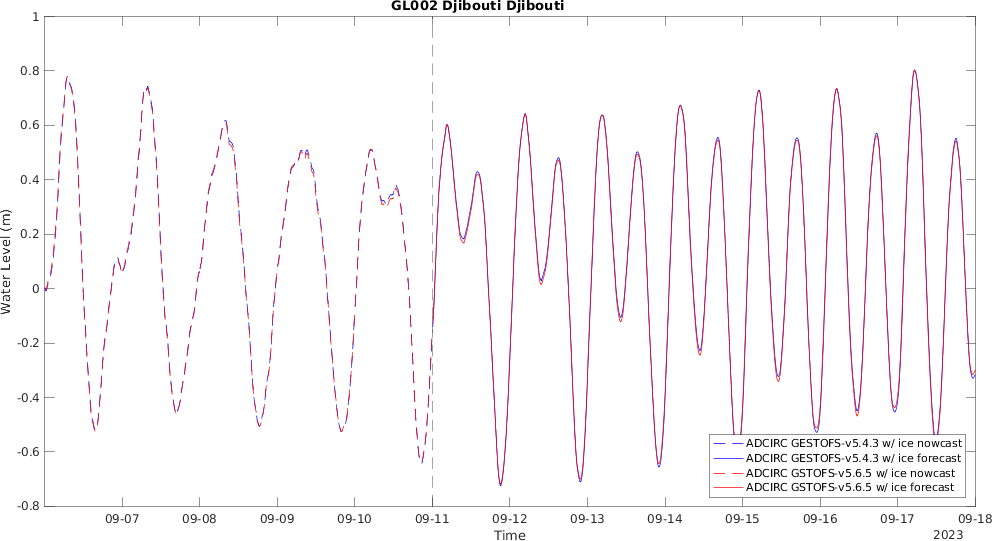 GL002 Djibouti Djibouti
Water Level (m)
1
0.8
0.6
0.4
0.2
0
-0.2
-0.4
-0.6
-0.8
ADCIRC GESTOFS-v5.4.3 w/ ice nowcast
ADCIRC GESTOFS-v5.4.3 w/ ice forecast
ADCIRC GSTOFS-v5.6.5 w/ ice nowcast
ADCIRC GSTOFS-v5.6.5 w/ ice forecast
09-07 09-08 09-09 09-10 09-11 09-12 09-13 09-14 09-15 09-16 09-17 09-18
Time
2023